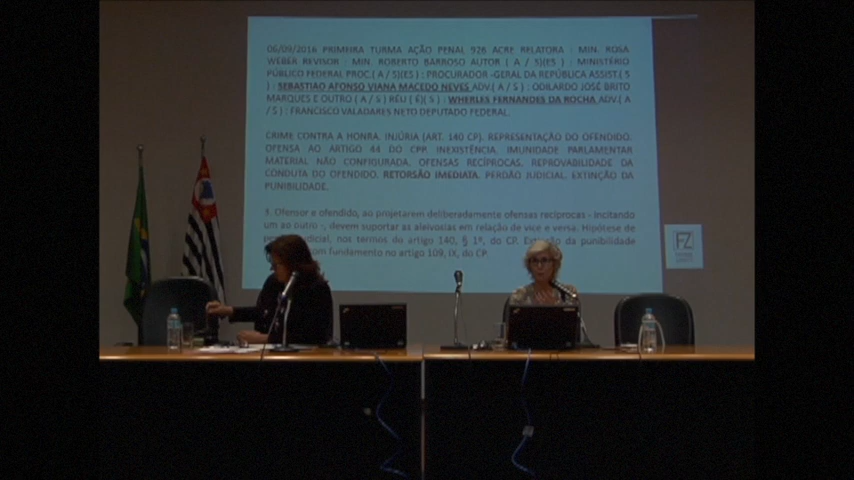 06/09/2016 PRIMEIRA TURMA AÇÃO PENAL 926 ACRE RELATORA : MIN. ROSA
WEBER REVISOR : MIN. ROBERTO BARROSO AUTOR ( A / S)(ES ) : MINISTÉRIO
PÚBLICO FEDERAL PROC.( A / S)(ES ) : PROCURADOR -GERAL DA REPÚBLICA ASSIST.( S
) : SEBASTIAO AFONSO VIANA MACEDO NEVES ADV.( A / S ) : ODILARDO JOSÉ BRITO
MARQUES E OUTRO ( A / S ) RÉU ( É)( S ) : WHERLES FERNANDES DA ROCHA ADV.( A
/ S ) : FRANCISCO VALADARES NETO DEPUTADO FEDERAL.
CRIME CONTRA A HONRA. INJÚRIA (ART. 140 CP). REPRESENTAÇÃO DO OFENDIDO.
OFENSA AO ARTIGO 44 DO CPP. INEXISTÊNCIA. IMUNIDADE PARLAMENTAR
MATERIAL NÃO CONFIGURADA. OFENSAS RECÍPROCAS. REPROVABILIDADE DA
CONDUTA DO OFENDIDO. RETORSÃO IMEDIATA. PERDÃO JUDICIAL. EXTINÇÃO DA
PUNIBILIDADE.
3. Ofensor e ofendido, ao projetarem deliberadamente ofensas recíprocas - incitando
um ao outro -, devem suportar as aleivosias em relação de vice e versa. Hipótese de
judicial, nos termos do artigo 140, § 1º, do CP. da punibilidade
com fundamento no artigo 109, IX, do CP.
FZ